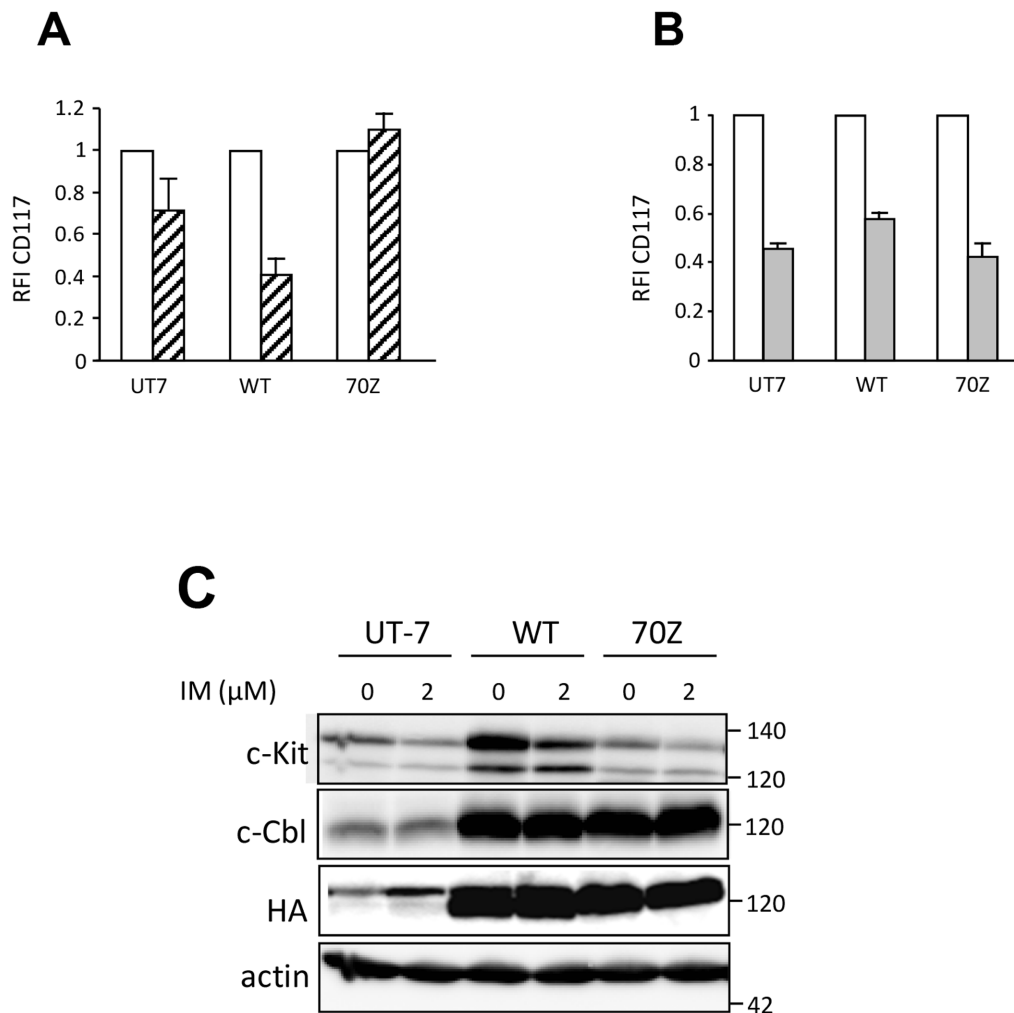 A
1.2
1
0.8
0.6
0.4
0.2
0
RFI CD117
UT7 WT 70Z
B
1
0.8
0.6
0.4
0.2
0
RFI CD117
UT7 WT 70Z
C
UT-7 WT 70Z
IM (μM) 0 2 0 2 0 2
c-Kit 140
120
c-Cbl 120
HA 120
actin
42